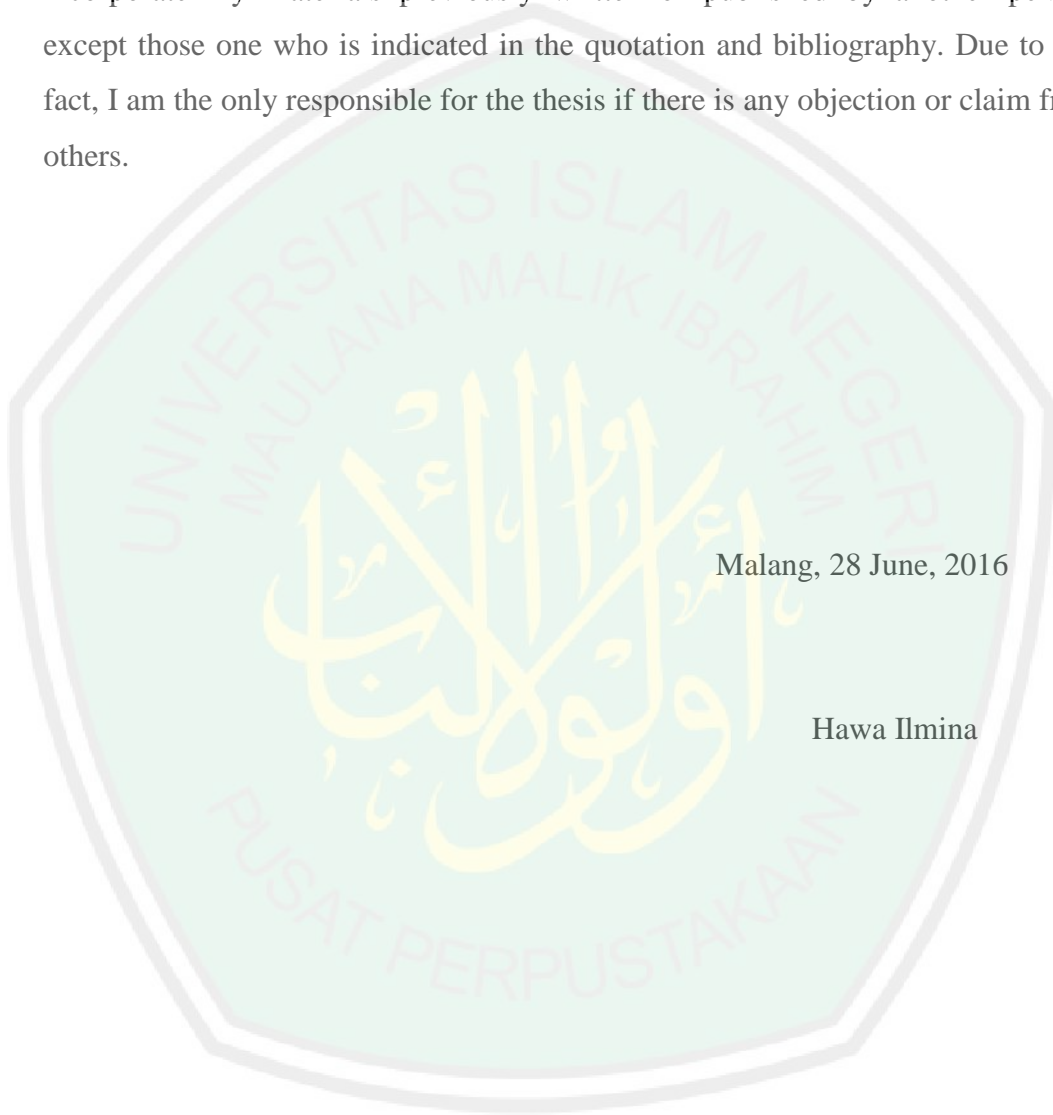 except those one who is indicated in the quotation and bibliography. Due to
fact, I am the only responsible for the thesis if there is any objection or claim
others.
UNIVERSITAS ISLAM NEGERI
MAULANA MALIK IBRAHIM
أولوا الألباب
Malang, 28 June, 2016
Hawa Ilmina
PUSAT PERPUSTAKAAN